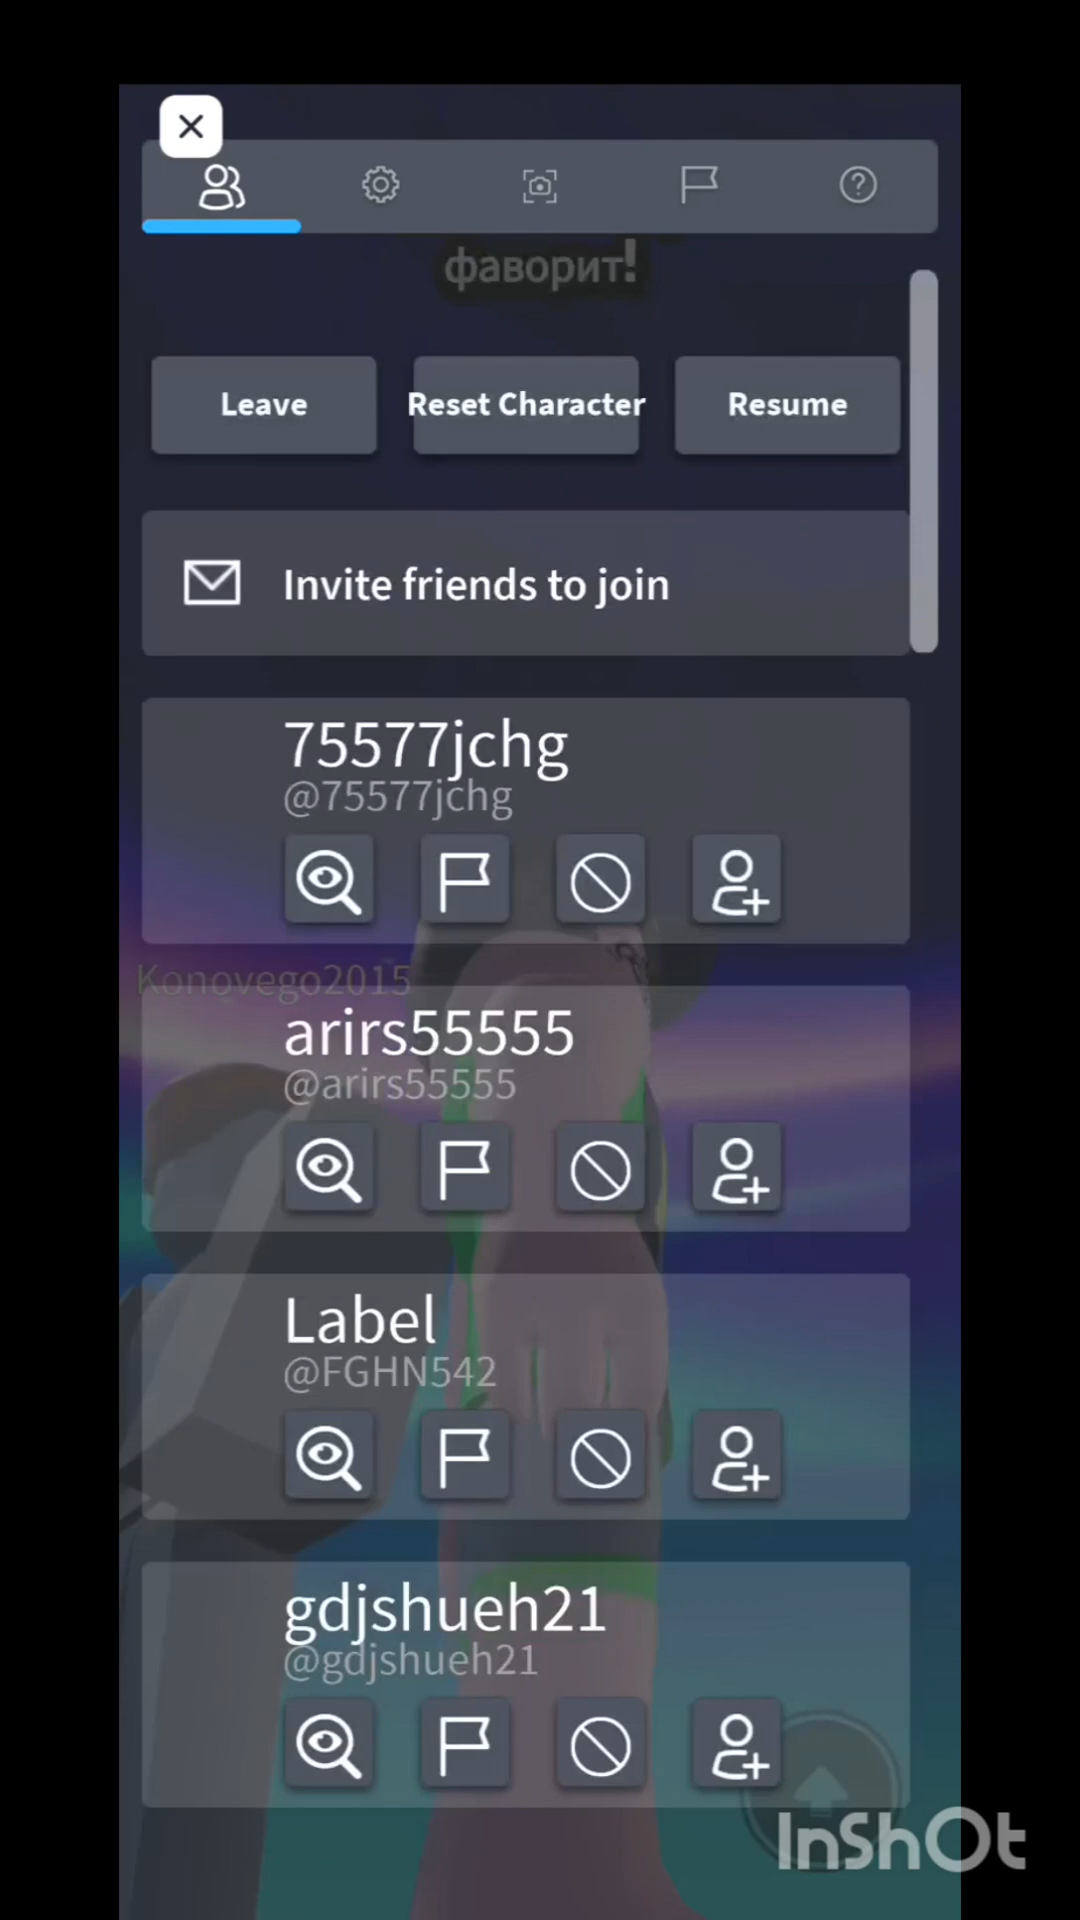 фаворит!
Leave
Reset Character
Resume
Invite friends to join
75577jchg
@75577jchg
Konovego2015
arirs55555
@arirs55555
Label
@FGHN542
gdjshueh21
@gdjshueh21
InShOt